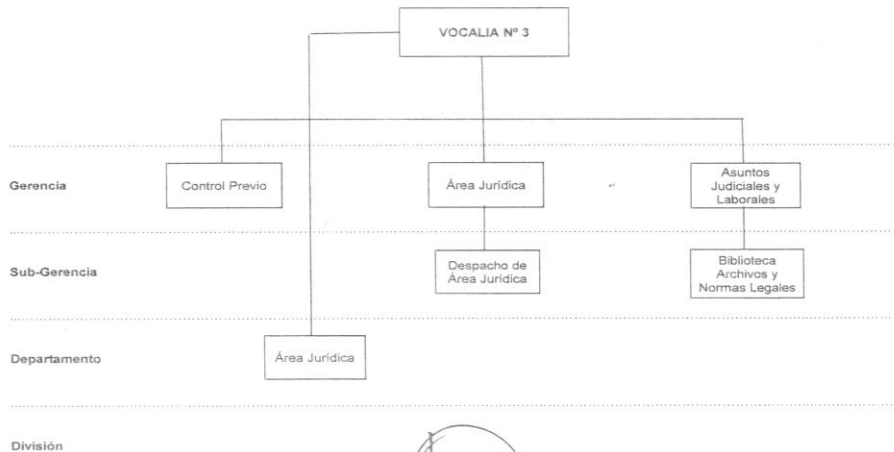 VOCALIA Nº 3
Gerencia
Control Previo
Área Jurídica
Asuntos
Judiciales y
Laborales
Sub-Gerencia
Despacho de
Área Jurídica
Biblioteca
Archivos y
Normas Legales
Departamento
Área Jurídica
División